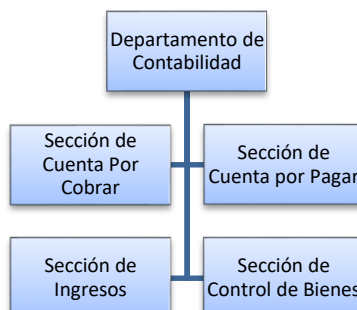 Departamento de
Contabilidad
Sección de
Cuenta Por
Cobrar
Sección de
Cuenta por Pagar
Sección de
Ingresos
Sección de
Control de Bienes